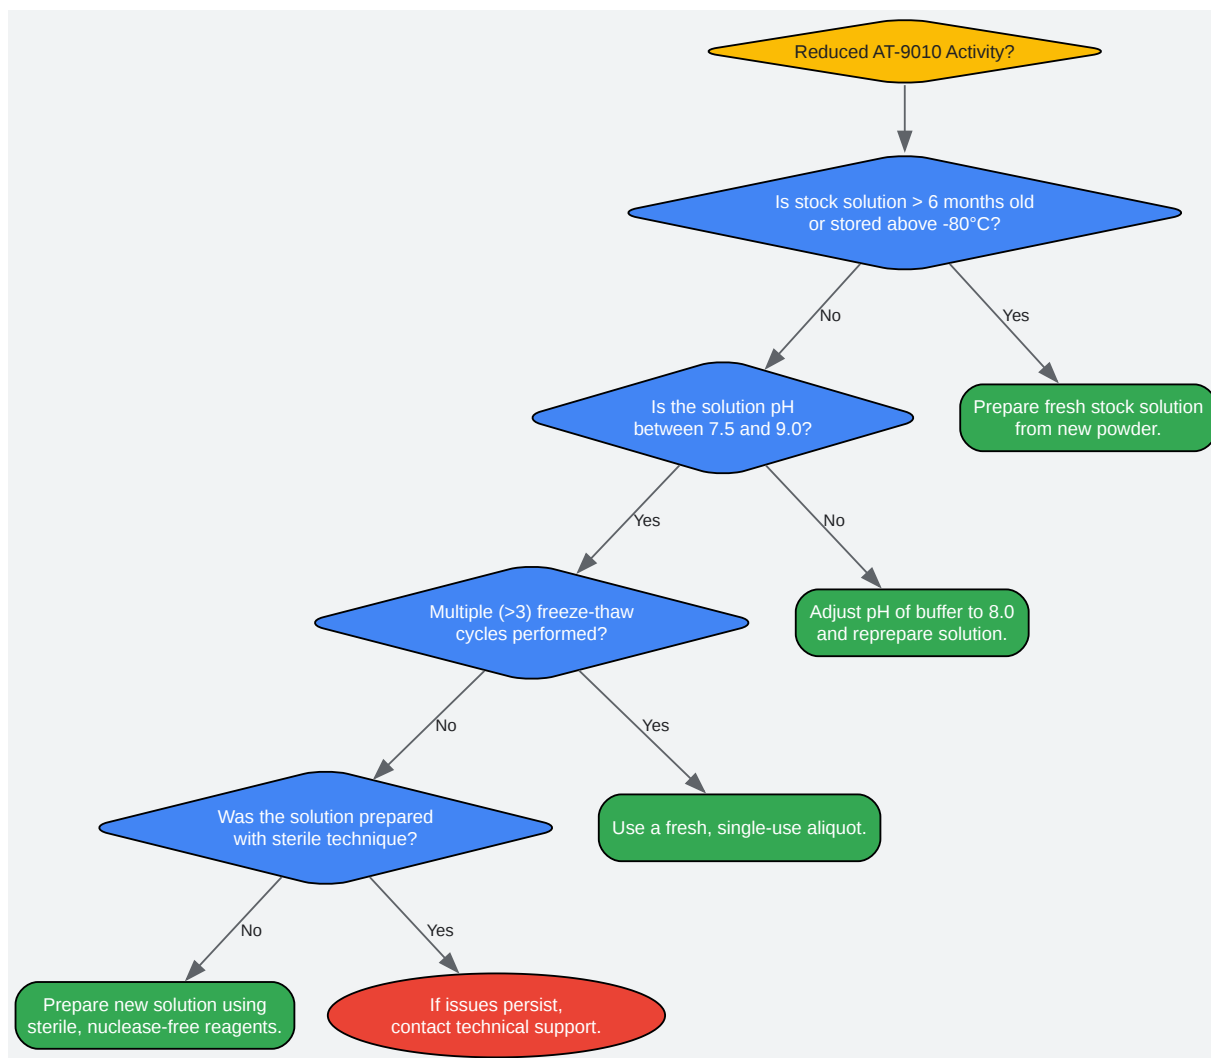 Reduced AT-9010 Activity?
Is stock solution > 6 months old
or stored above -80°C?
No
Yes
Is the solution pH
between 7.5 and 9.0?
Prepare fresh stock solution
from new powder.
Yes
No
Multiple (>3) freeze-thaw
cycles performed?
Adjust pH of buffer to 8.0
and reprepare solution.
No
Yes
Was the solution prepared
with sterile technique?
Use a fresh, single-use aliquot.
No
Yes
Prepare new solution using
sterile, nuclease-free reagents.
If issues persist,
contact technical support.